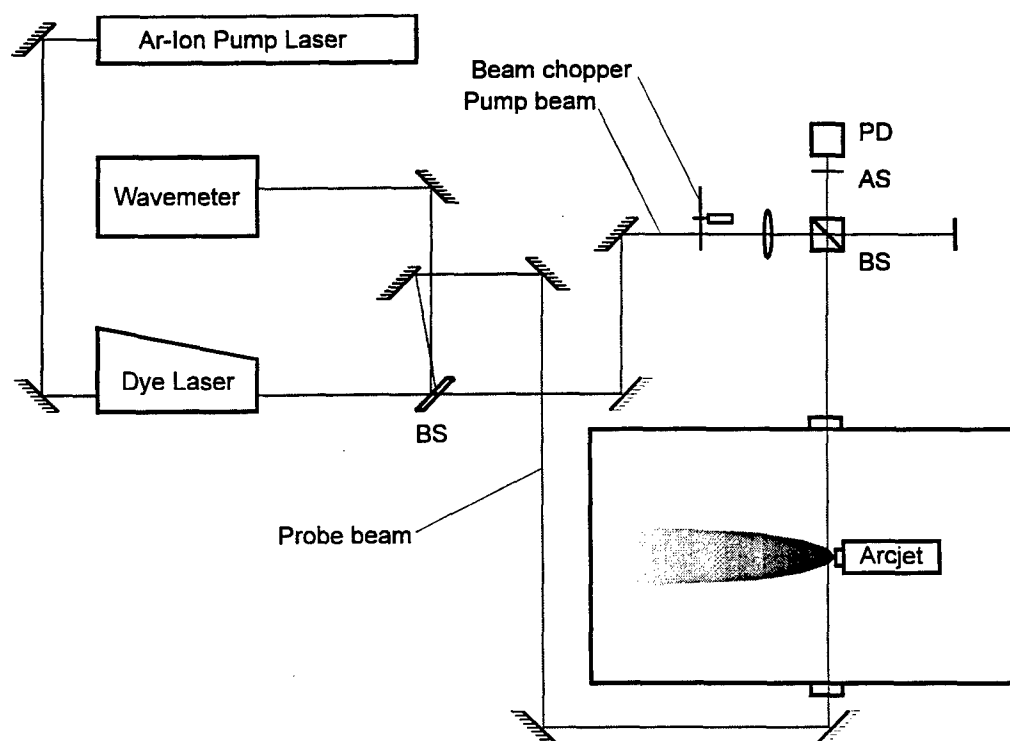 Ar-Ion Pump Laser
Beam chopper
Pump beam
PD
AS
Wavemeter
BS
Dye Laser
BS
Probe beam
Arcjet